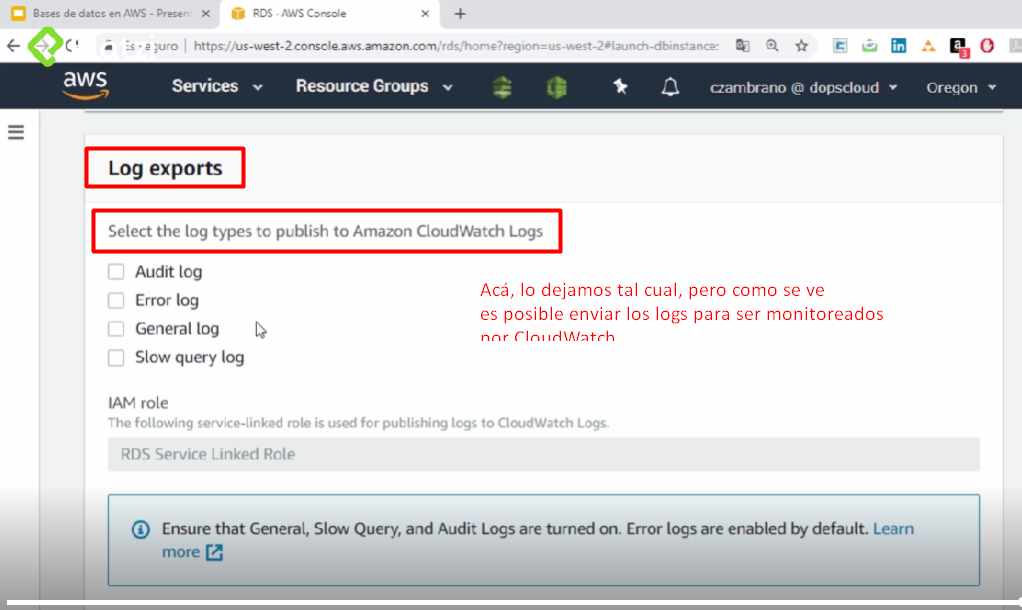 Bases de datos en AWS - Present
RDS · AWS Console
https://us-west-2.console.aws.amazon.com/rds/home?region=us-west-2#launch-dbinstance:
aws Services Resource Groups czambrano @ dopscloud Oregon
Log exports
Select the log types to publish to Amazon CloudWatch Logs
Audit log
Error log
General log
Slow query log
Acá, lo dejamos tal cual, pero como se ve
es posible enviar los logs para ser monitoreados
por CloudWatch
IAM role
The following service-linked role is used for publishing logs to CloudWatch Logs.
RDS Service Linked Role
Ensure that General, Slow Query, and Audit Logs are turned on. Error logs are enabled by default. Learn
more